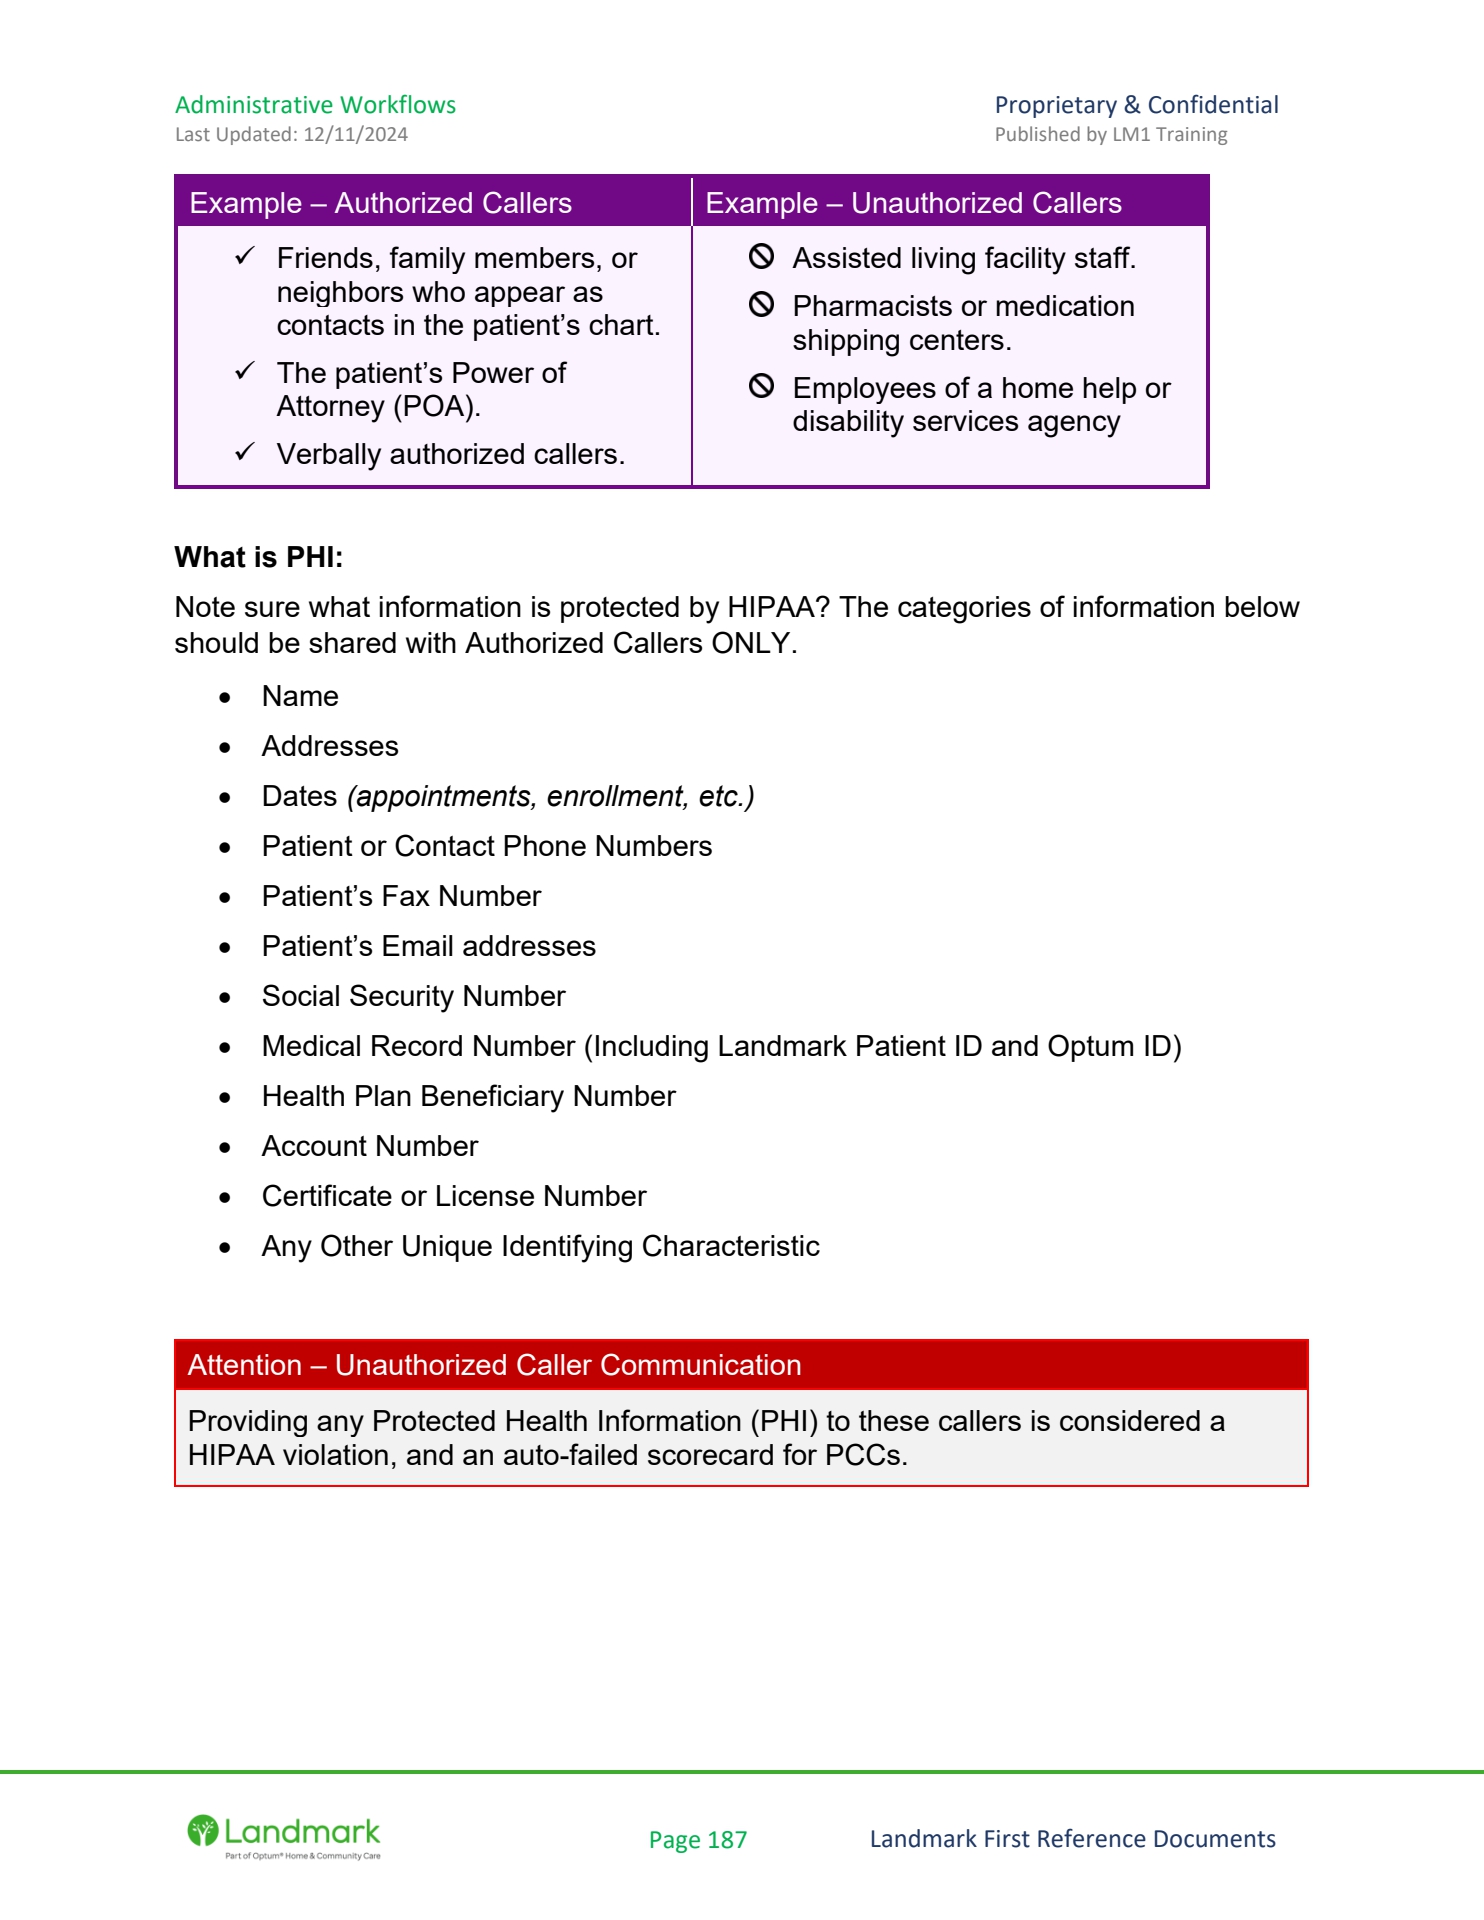 Administrative Workflows
Proprietary & Confidential
Last Updated: 12/11/2024
Published by LM1 Training
Example – Authorized Callers
✓ Friends, family members, or
neighbors who appear as
contacts in the patient’s chart.
✓ The patient’s Power of
Attorney (POA).
✓ Verbally authorized callers.
Example – Unauthorized Callers
Assisted living facility staff.
Pharmacists or medication
shipping centers.
Employees of a home help or
disability services agency
What is PHI:
Note sure what information is protected by HIPAA? The categories of information below
should be shared with Authorized Callers ONLY.
• Name
• Addresses
• Dates (appointments, enrollment, etc.)
• Patient or Contact Phone Numbers
• Patient’s Fax Number
• Patient’s Email addresses
• Social Security Number
• Medical Record Number (Including Landmark Patient ID and Optum ID)
• Health Plan Beneficiary Number
• Account Number
• Certificate or License Number
• Any Other Unique Identifying Characteristic
Attention – Unauthorized Caller Communication
Providing any Protected Health Information (PHI) to these callers is considered a
HIPAA violation, and an auto-failed scorecard for PCCs.
Landmark
Part of Optum® Home & Community Care
Page 187
Landmark First Reference Documents